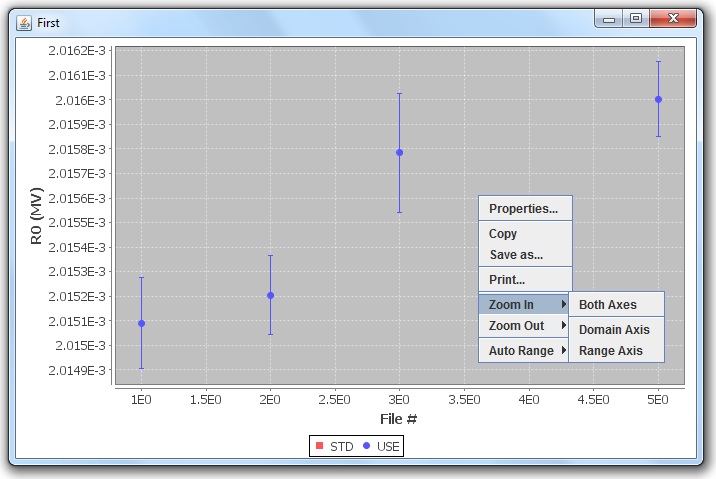 First
2.0162E-3
2.0161E-3
2.016E-3
2.0159E-3
2.0158E-3
2.0157E-3
2.0156E-3
2.0155E-3
2.0154E-3
2.0153E-3
2.0152E-3
2.0151E-3
2.015E-3
2.0149E-3
R0 (MV)
Properties...
Copy
Save as...
Print...
Zoom In
Both Axes
Zoom Out
Domain Axis
Auto Range
Range Axis
1E0 1.5E0 2E0 2.5E0 3E0 3.5E0 4E0 4.5E0 5E0
File #
STD USE